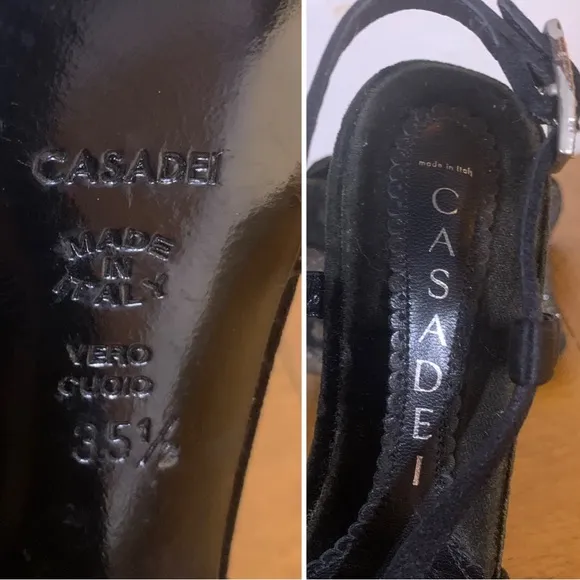 CASADEI
MADE
IN
ITALY
VERO
CUOIO
35½
made in Italy
CASADEI